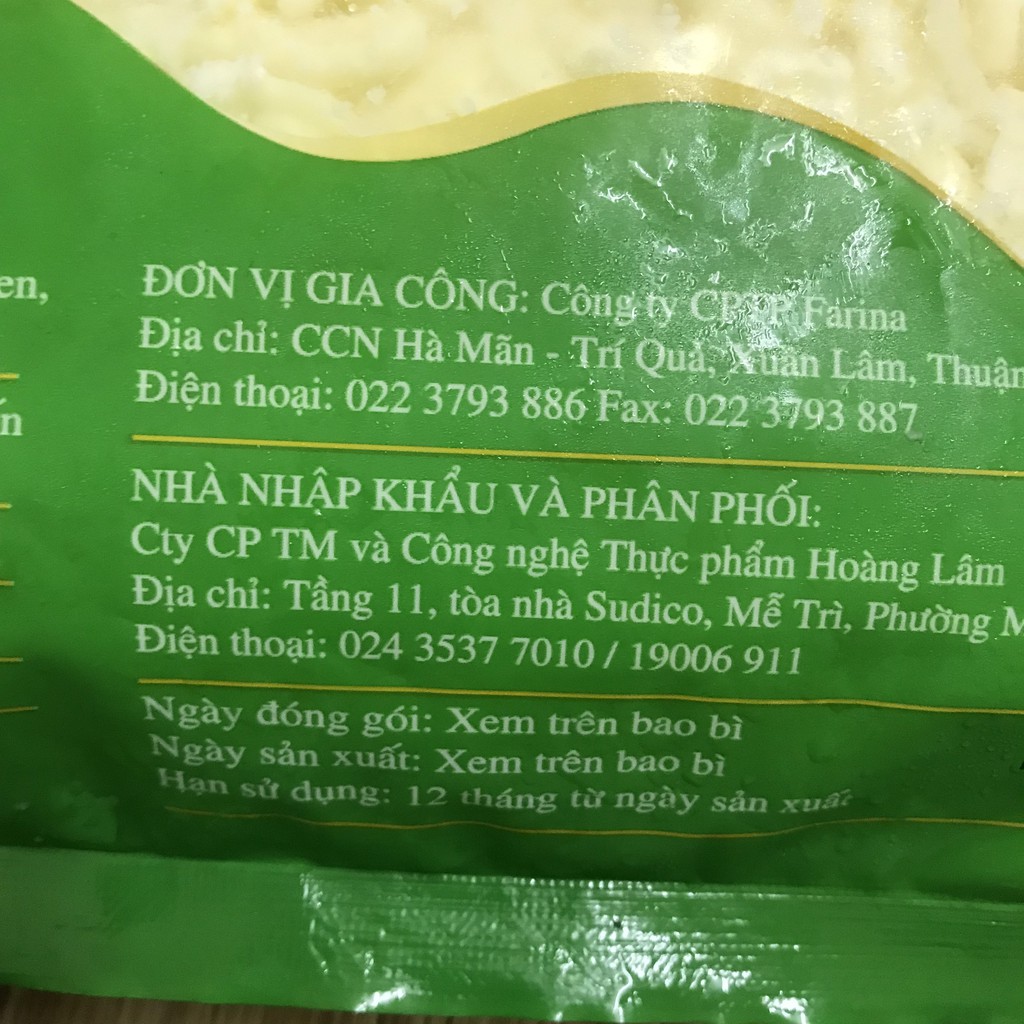 en,
ĐƠN VỊ GIA CÔNG: Công ty CPTP Farina
Địa chỉ: CCN Hà Mãn - Trí Quả, Xuân Lâm, Thuận
Điện thoại: 022 3793 886 Fax: 022 3793 887
ín
NHÀ NHẬP KHẨU VÀ PHÂN PHỐI:
Cty CP TM và Công nghệ Thực phẩm Hoàng Lâm
Địa chỉ: Tầng 11, tòa nhà Sudico, Mễ Trì, Phường M
Điện thoại: 024 3537 7010 / 19006 911
Ngày đóng gói: Xem trên bao bì
Ngày sản xuất: Xem trên bao bì
Hạn sử dụng: 12 tháng từ ngày sản xuất